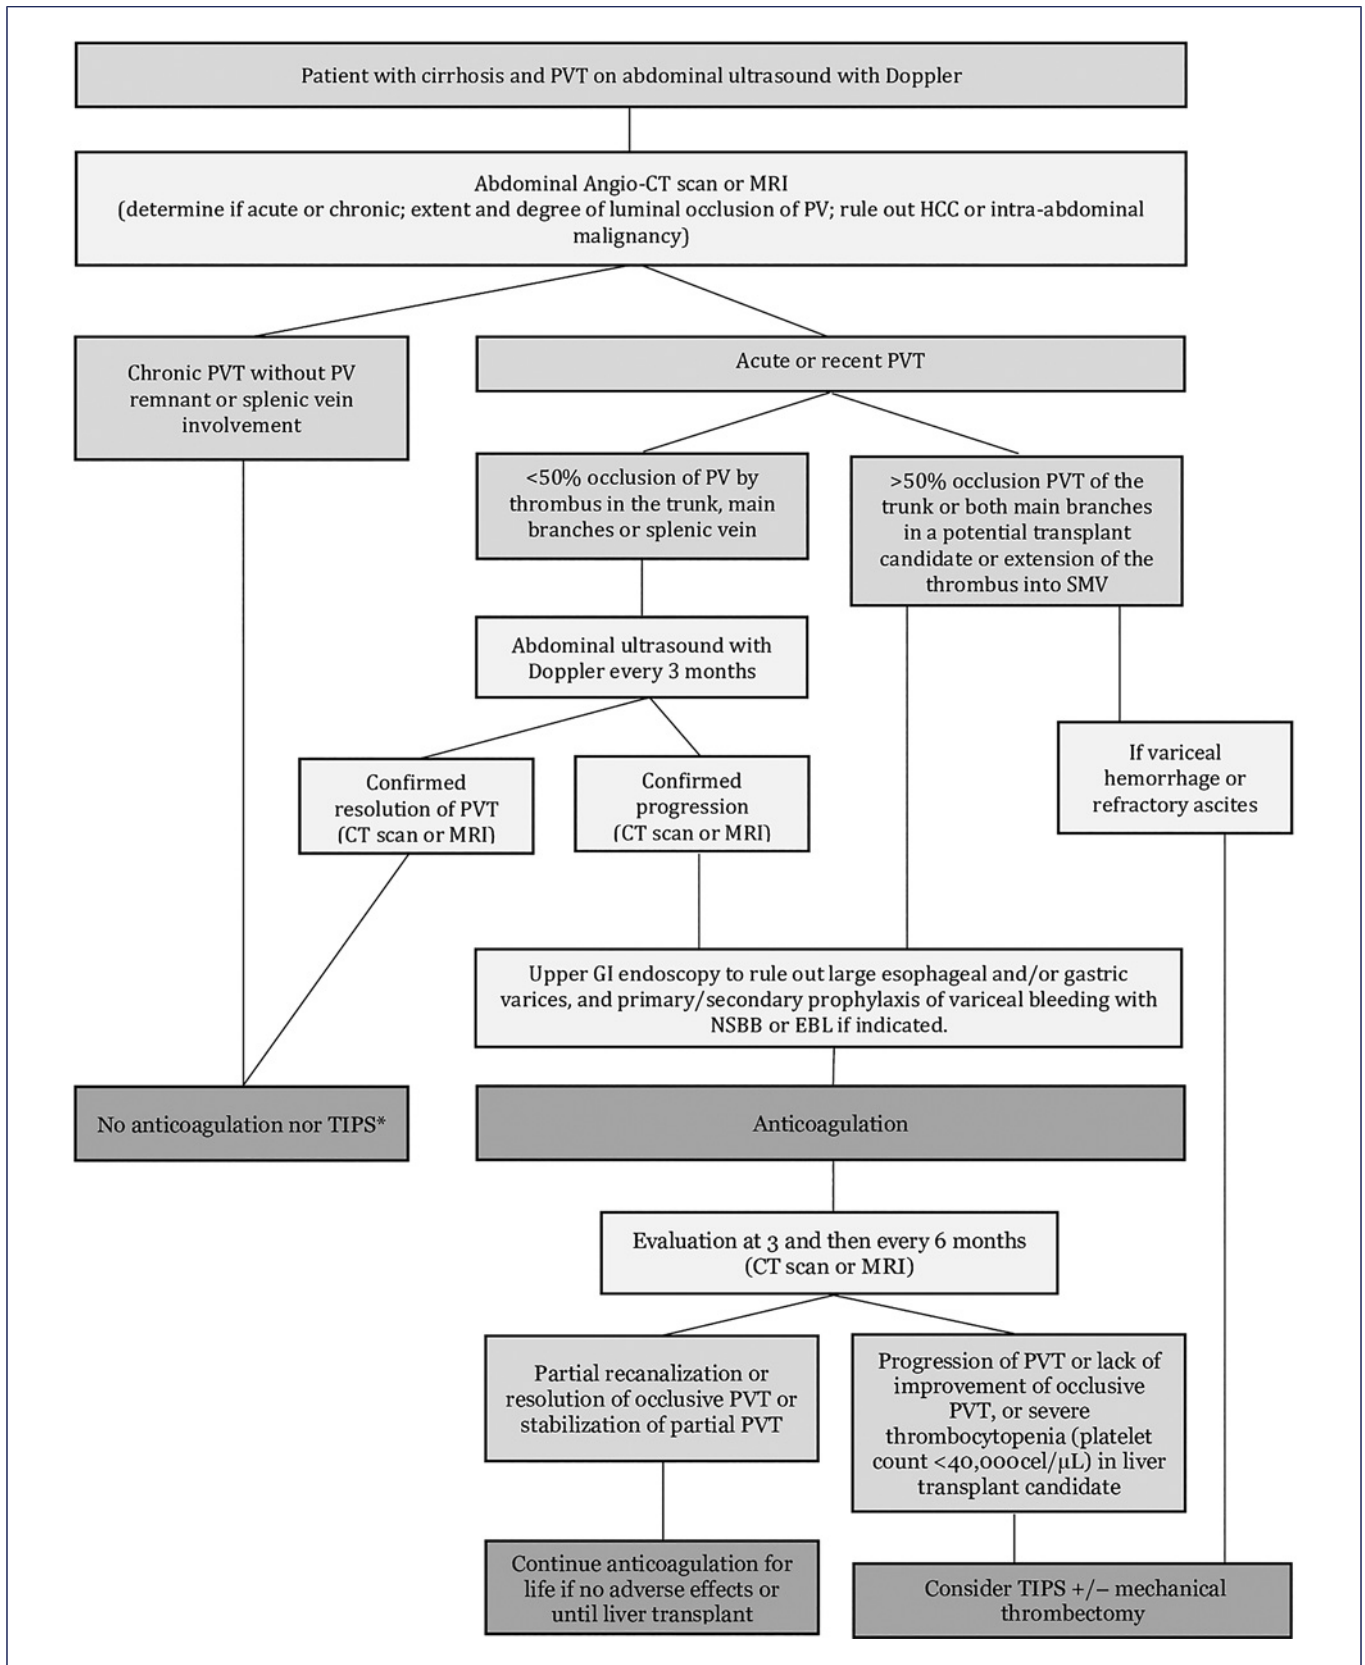 Patient with cirrhosis and PVT on abdominal ultrasound with Doppler
Abdominal Angio-CT scan or MRI
(determine if acute or chronic; extent and degree of luminal occlusion of PV; rule out HCC or intra-abdominal
malignancy)
Chronic PVT without PV
remnant or splenic vein
involvement
Acute or recent PVT
<50% occlusion of PV by
thrombus in the trunk, main
branches or splenic vein
>50% occlusion PVT of the
trunk or both main branches
in a potential transplant
candidate or extension of the
thrombus into SMV
Abdominal ultrasound with
Doppler every 3 months
If variceal
hemorrhage or
refractory ascites
Confirmed
resolution of PVT
(CT scan or MRI)
Confirmed
progression
(CT scan or MRI)
Upper GI endoscopy to rule out large esophageal and/or gastric
varices, and primary/secondary prophylaxis of variceal bleeding with
NSBB or EBL if indicated.
No anticoagulation nor TIPS*
Anticoagulation
Evaluation at 3 and then every 6 months
(CT scan or MRI)
Partial recanalization or
resolution of occlusive PVT or
stabilization of partial PVT
Progression of PVT or lack of
improvement of occlusive
PVT, or severe
thrombocytopenia (platelet
count <40,000cel/µL) in liver
transplant candidate
Continue anticoagulation for
life if no adverse effects or
until liver transplant
Consider TIPS +/− mechanical
thrombectomy